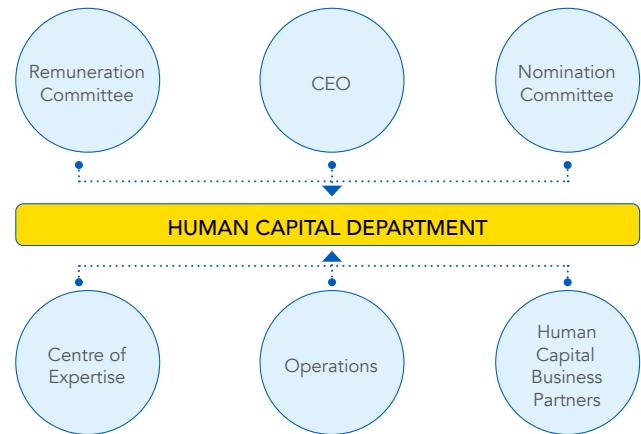 Remuneration
Committee
CEO
Nomination
Committee
HUMAN CAPITAL DEPARTMENT
Centre of
Expertise
Operations
Human
Capital
Business
Partners